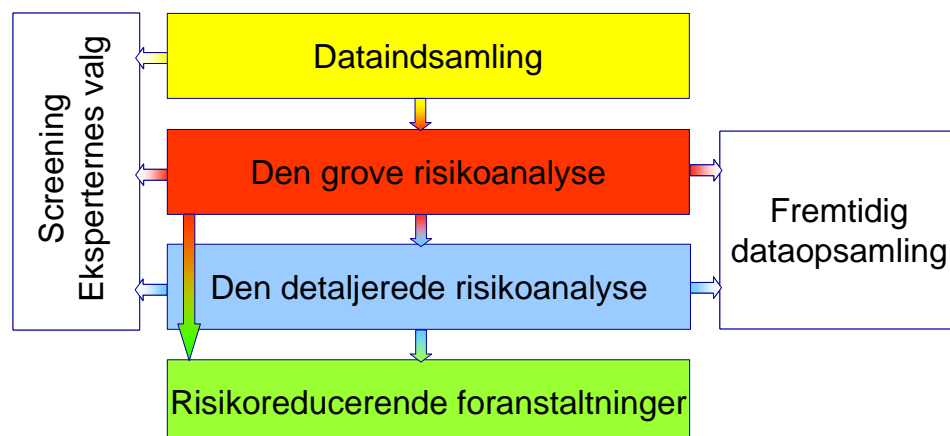 Screening
Eksperternes valg
Dataindsamling
Den grove risikoanalyse
Den detaljerede risikoanalyse
Risikoreducerende foranstaltninger
Fremtidig
dataopsamling